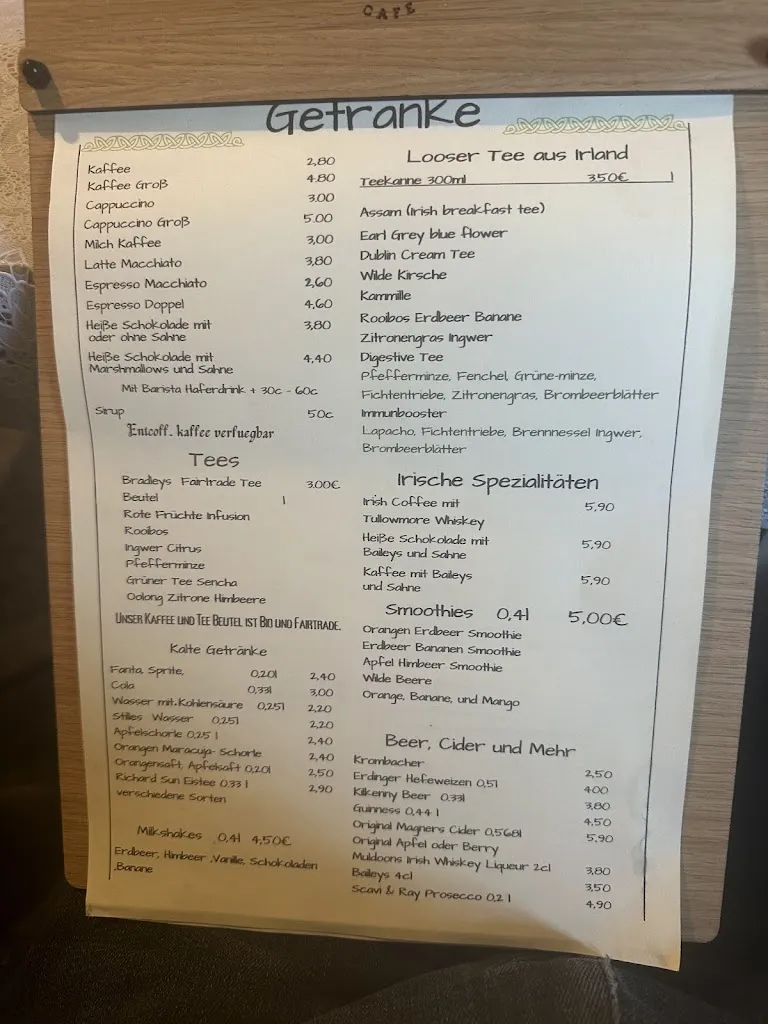 CAFE
Getränke
Kaffee 2,80
Kaffee Groß 4.80
Cappuccino 3.00
Cappuccino Groß 5.00
Milch Kaffee 3,00
Latte Macchiato 3,80
Espresso Macchiato 2,60
Espresso Doppel 4,60
Heiße Schokolade mit 3,80
oder ohne Sahne
Heiße Schokolade mit 4,40
Marshmallows und Sahne
Mit Barista Haferdrink + 30c - 60c
Sirup 50c
Entcoff. kaffee verfuegbar
Tees
Bradleys Fairtrade Tee 3.00€
Beutel 1
Rote Früchte Infusion
Rooibos
Ingwer Citrus
Pfefferminze
Grüner Tee Sencha
Oolong Zitrone Himbeere
UNSER KAFFEE UND TEE BEUTEL IST BIO UND FAIRTRADE.
Kalte Getränke
Fanta, Sprite, 0,20l 2,40
Cola 0,33l 3,00
Wasser mit.Kohlensäure 0,25l 2,20
Stilles Wasser 0,25l 2,20
Apfelschorle 0,25 l 2,40
Orangen Maracuja- Schorle 2,40
Orangensaft, Apfelsaft 0,20l 2,50
Richard Sun Eistee 0,33 l 2,90
verschiedene Sorten
Milkshakes ,0,4l 4,50€
Erdbeer, Himbeer ,Vanille, Schokoladen
,Banane
Looser Tee aus Irland
Teekanne 300ml 3.50€ 1
Assam (Irish breakfast tee)
Earl Grey blue flower
Dublin Cream Tee
Wilde Kirsche
Kammille
Rooibos Erdbeer Banane
Zitronengras Ingwer
Digestive Tee
Pfefferminze, Fenchel, Grüne-minze,
Fichtentriebe, Zitronengras, Brombeerblätter
Immunbooster
Lapacho, Fichtentriebe, Brennnessel Ingwer,
Brombeerblätter
Irische Spezialitäten
Irish Coffee mit 5,90
Tullowmore Whiskey
Heiße Schokolade mit 5,90
Baileys und Sahne
Kaffee mit Baileys 5,90
und Sahne
Smoothies 0,4l 5,00€
Orangen Erdbeer Smoothie
Erdbeer Bananen Smoothie
Apfel Himbeer Smoothie
Wilde Beere
Orange, Banane, und Mango
Beer, Cider und Mehr
Krombacher 2,50
Erdinger Hefeweizen 0,5l 4.00
Kilkenny Beer 0.33l 3,80
Guinness 0,44 l 4,50
Original Magners Cider 0,568l 5,90
Original Apfel oder Berry
Muldoons Irish Whiskey Liqueur 2cl 3,80
Baileys 4cl 3,50
Scavi & Ray Prosecco 0,2 l 4,90